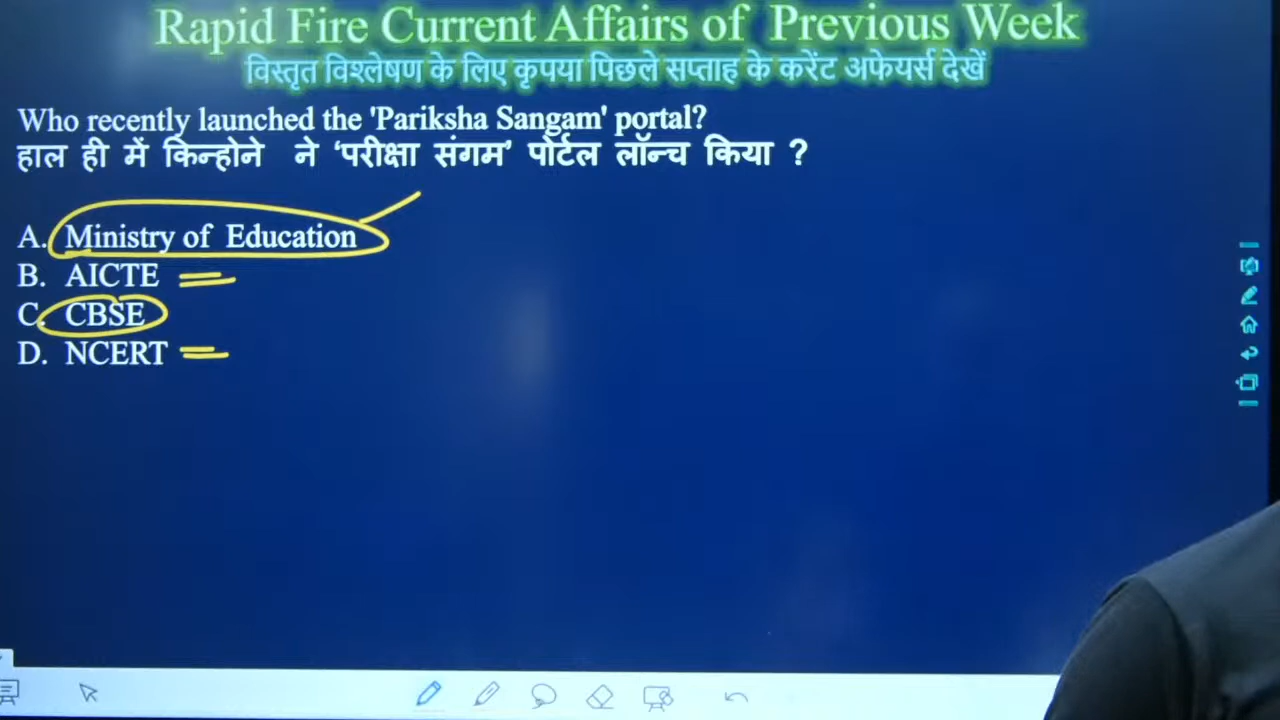 Rapid Fire Current Affairs of Previous Week
विस्तृत विश्लेषण के लिए कृपया पिछले सप्ताह के करेंट अफेयर्स देखें
Who recently launched the 'Pariksha Sangam' portal?
हाल ही में किन्होने ने ‘परीक्षा संगम’ पोर्टल लॉन्च किया ?
A. Ministry of Education
B. AICTE
C. CBSE
D. NCERT